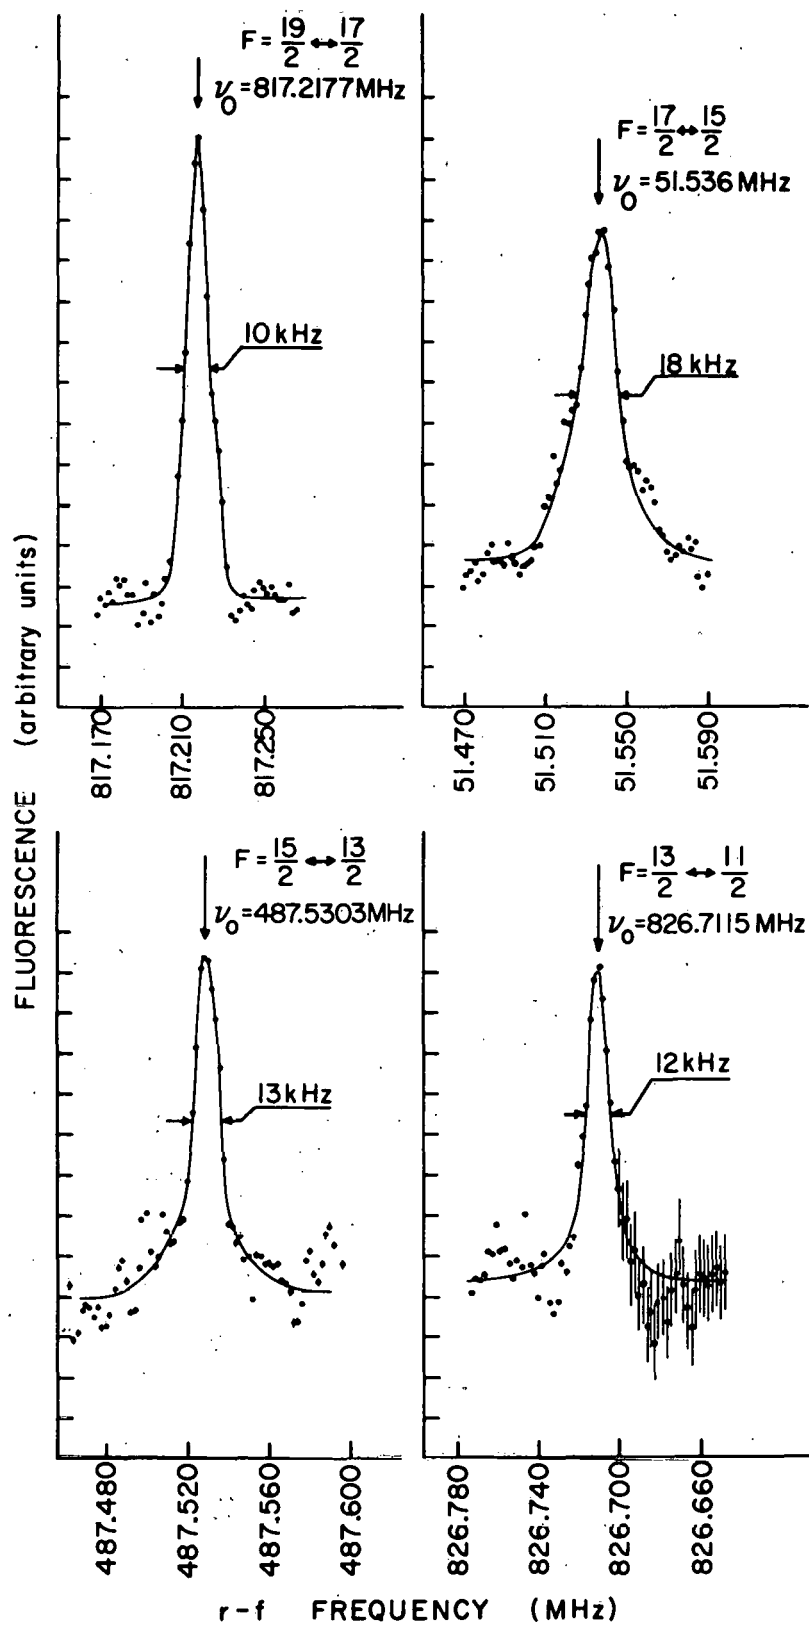 F = 19/2 ↔ 17/2
ν₀ = 817.2177 MHz
10 kHz
817.170 817.210 817.250
F = 17/2 ↔ 15/2
ν₀ = 51.536 MHz
18 kHz
51.470 51.510 51.550 51.590
FLUORESCENCE (arbitrary units)
F = 15/2 ↔ 13/2
ν₀ = 487.5303 MHz
13 kHz
487.480 487.520 487.560 487.600
F = 13/2 ↔ 11/2
ν₀ = 826.7115 MHz
12 kHz
826.780 826.740 826.700 826.660
r-f FREQUENCY (MHz)